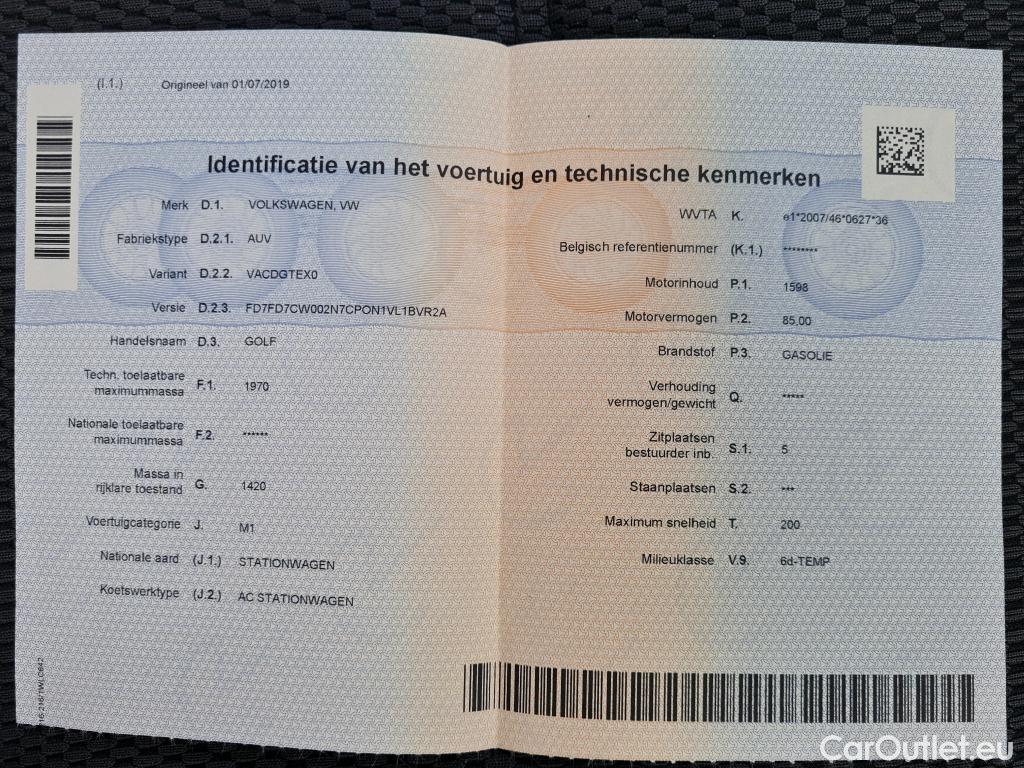 (I.1.) Origineel van 01/07/2019
Identificatie van het voertuig en technische kenmerken
Merk D.1. VOLKSWAGEN, VW
Fabriekstype D.2.1. AUV
Variant D.2.2. VACDGTEX0
Versie D.2.3. FD7FD7CW002N7CPON1VL1BVR2A
Handelsnaam D.3. GOLF
Techn. toelaatbare
maximummassa F.1. 1970
Nationale toelaatbare
maximummassa F.2. ******
Massa in
rijklare toestand G. 1420
Voertuigcategorie J. M1
Nationale aard (J.1.) STATIONWAGEN
Koetswerktype (J.2.) AC STATIONWAGEN
WVTA K. e1*2007/46*0627*36
Belgisch referentienummer (K.1.) ********
Motorinhoud P.1. 1598
Motorvermogen P.2. 85,00
Brandstof P.3. GASOLIE
Verhouding
vermogen/gewicht Q. *****
Zitplaatsen
bestuurder inb. S.1. 5
Staanplaatsen S.2. ***
Maximum snelheid T. 200
Milieuklasse V.9. 6d-TEMP
CarOutlet.eu